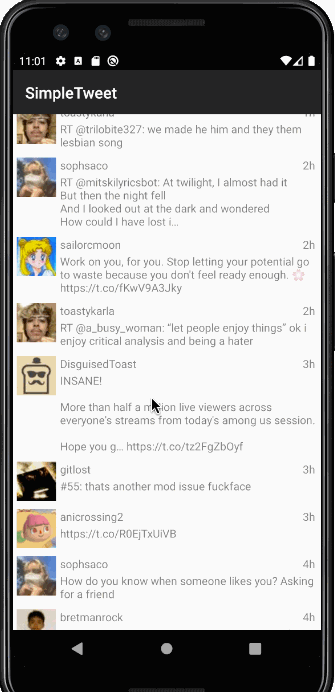 11:01
SimpleTweet
toastykarla
RT @trilobite327: we made he him and they them
lesbian song
sophsaco 2h
RT @mitskilyricsbot: At twilight, I almost had it
But then the night fell
And I looked out at the dark and wondered
How could I have lost i...
sailorcmoon 2h
Work on you, for you. Stop letting your potential go
to waste because you don't feel ready enough. 🌸
https://t.co/fKwV9A3Jky
toastykarla 2h
RT @a_busy_woman: “let people enjoy things” ok i
enjoy critical analysis and being a hater
DisguisedToast 3h
INSANE!
More than half a million live viewers across
everyone's streams from today's among us session.
Hope you g... https://t.co/tz2FgZbOyf
gitlost 3h
#55: thats another mod issue fuckface
anicrossing2 3h
https://t.co/R0EjTxUiVB
sophsaco 4h
How do you know when someone likes you? Asking
for a friend
bretmanrock 4h